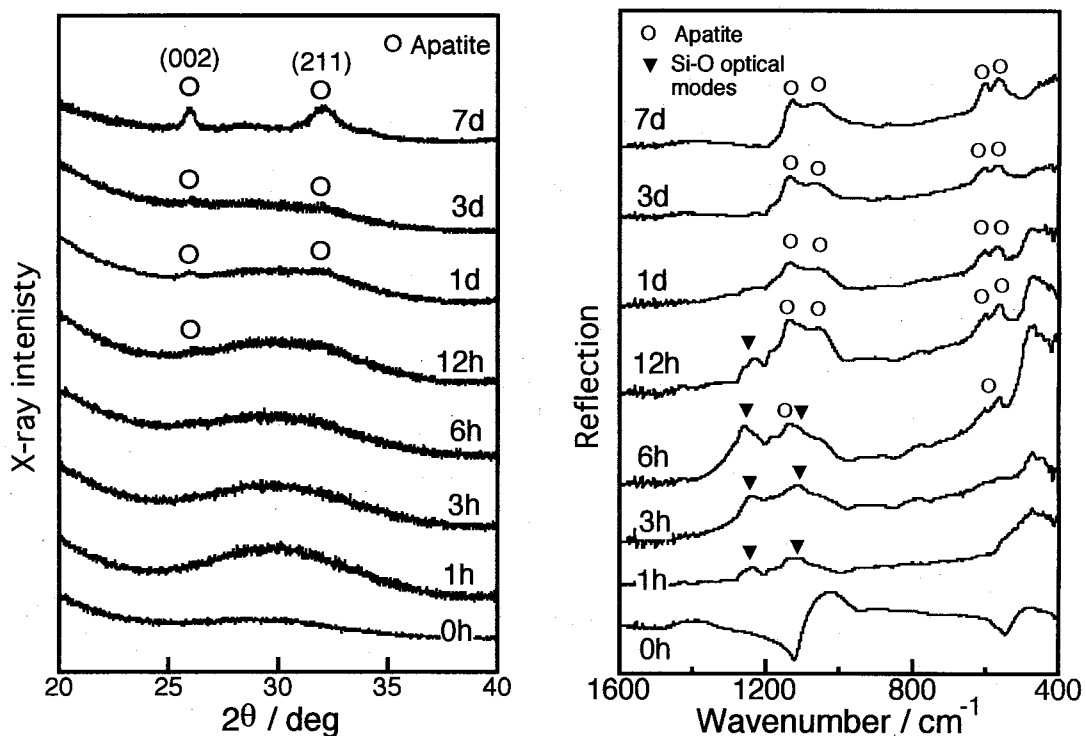 X-ray intenisty
○ Apatite
(002) (211)
7d
3d
1d
12h
6h
3h
1h
0h
20 25 30 35 40
2θ / deg
Reflection
○ Apatite
▼ Si-O optical
modes
7d
3d
1d
12h
6h
3h
1h
0h
1600 1200 800 400
Wavenumber / cm⁻¹